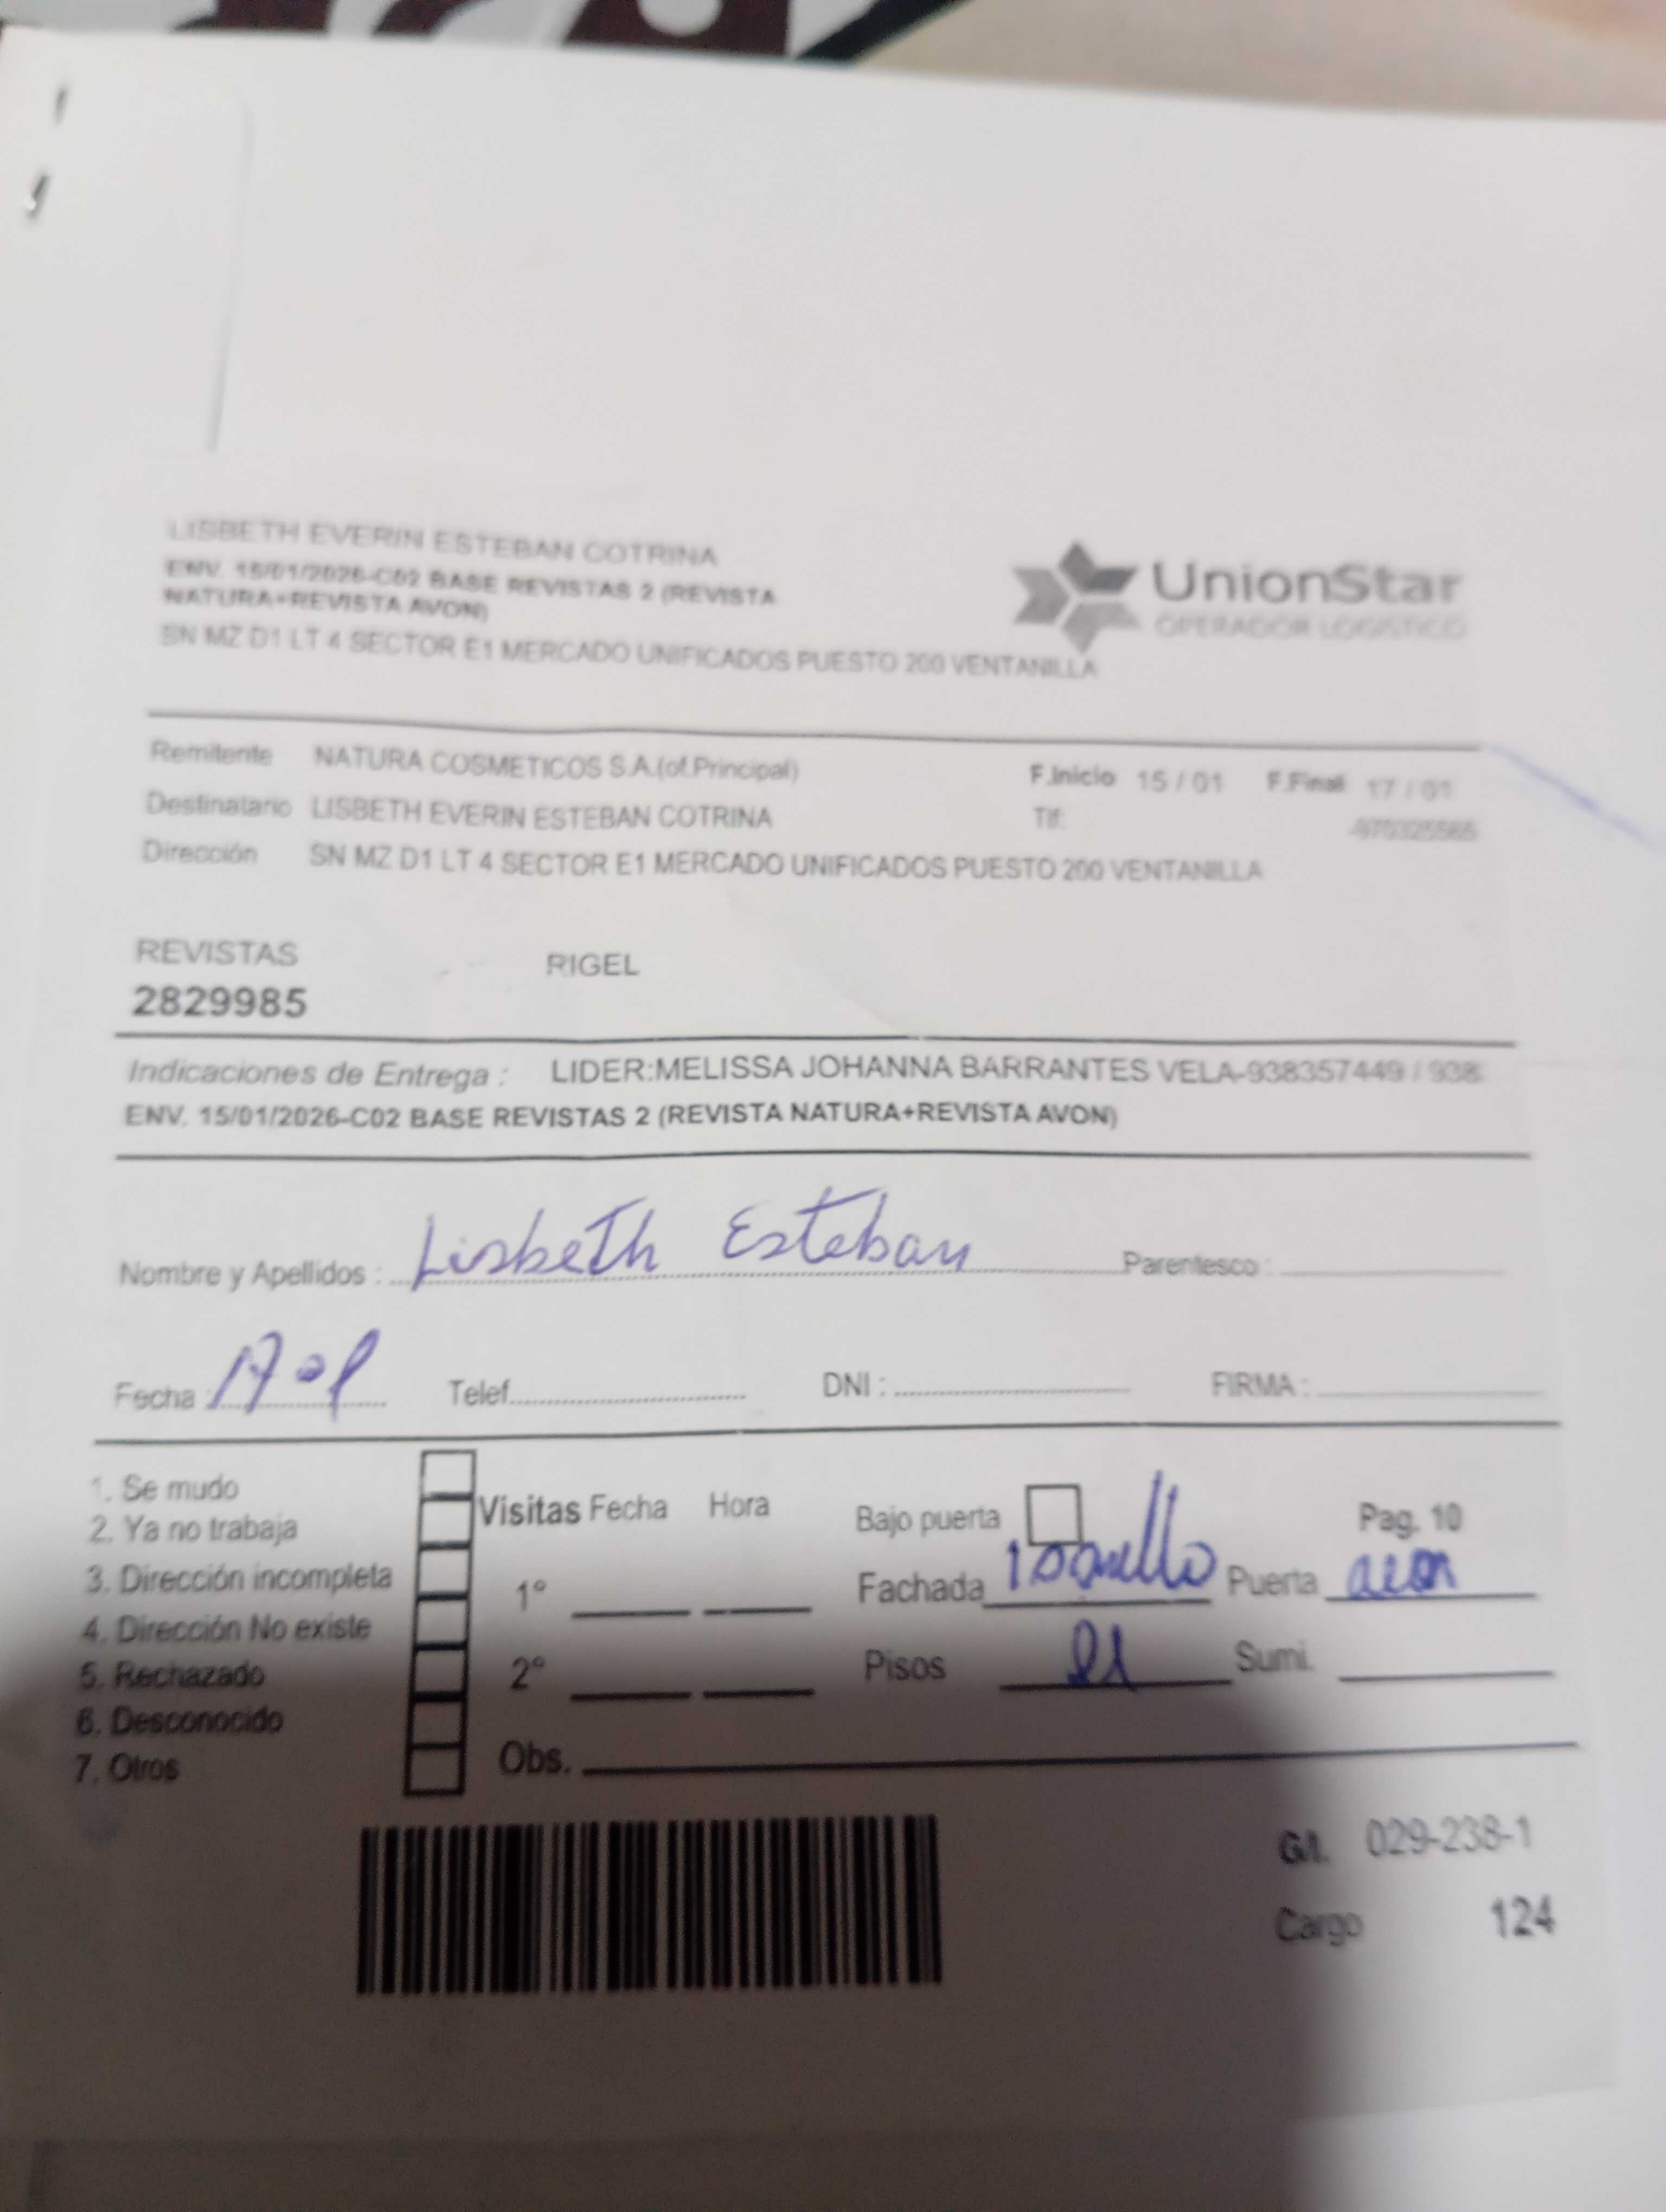 LISBETH EVERIN ESTEBAN COTRINA
ENV. 15/01/2026-C02 BASE REVISTAS 2 (REVISTA
NATURA+REVISTA AVON)
SN MZ D1 LT 4 SECTOR E1 MERCADO UNIFICADOS PUESTO 200 VENTANILLA
UnionStar
OPERADOR LOGISTICO
Remitente NATURA COSMETICOS S.A.(of.Principal) F.Inicio 15 / 01 F.Final 17 / 01
Destinatario LISBETH EVERIN ESTEBAN COTRINA Tlf:
Dirección SN MZ D1 LT 4 SECTOR E1 MERCADO UNIFICADOS PUESTO 200 VENTANILLA
REVISTAS RIGEL
2829985
Indicaciones de Entrega : LIDER:MELISSA JOHANNA BARRANTES VELA-938357449 / 938
ENV. 15/01/2026-C02 BASE REVISTAS 2 (REVISTA NATURA+REVISTA AVON)
Nombre y Apellidos : Lisbeth Esteban Parentesco :
Fecha : Telef. DNI : FIRMA :
1. Se mudo
2. Ya no trabaja
3. Dirección incompleta
4. Dirección No existe
5. Rechazado
6. Desconocido
7. Otros
Visitas Fecha Hora
1°
2°
Obs.
Bajo puerta Pag. 10
Fachada Puerta
Pisos Sumi.
G/I. 029-238-1
Cargo 124